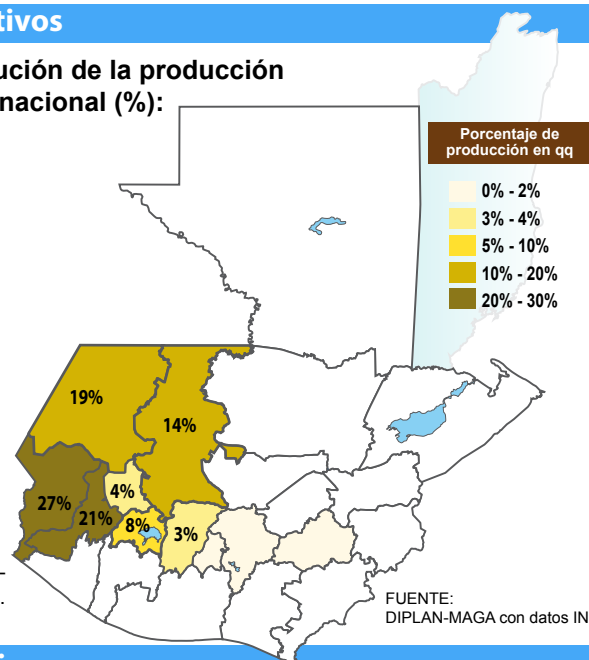 ución de la producción
nacional (%):
Porcentaje de
producción en qq
0% - 2%
3% - 4%
5% - 10%
10% - 20%
20% - 30%
19%
14%
4%
27%
21%
8%
3%
FUENTE:
DIPLAN-MAGA con datos IN